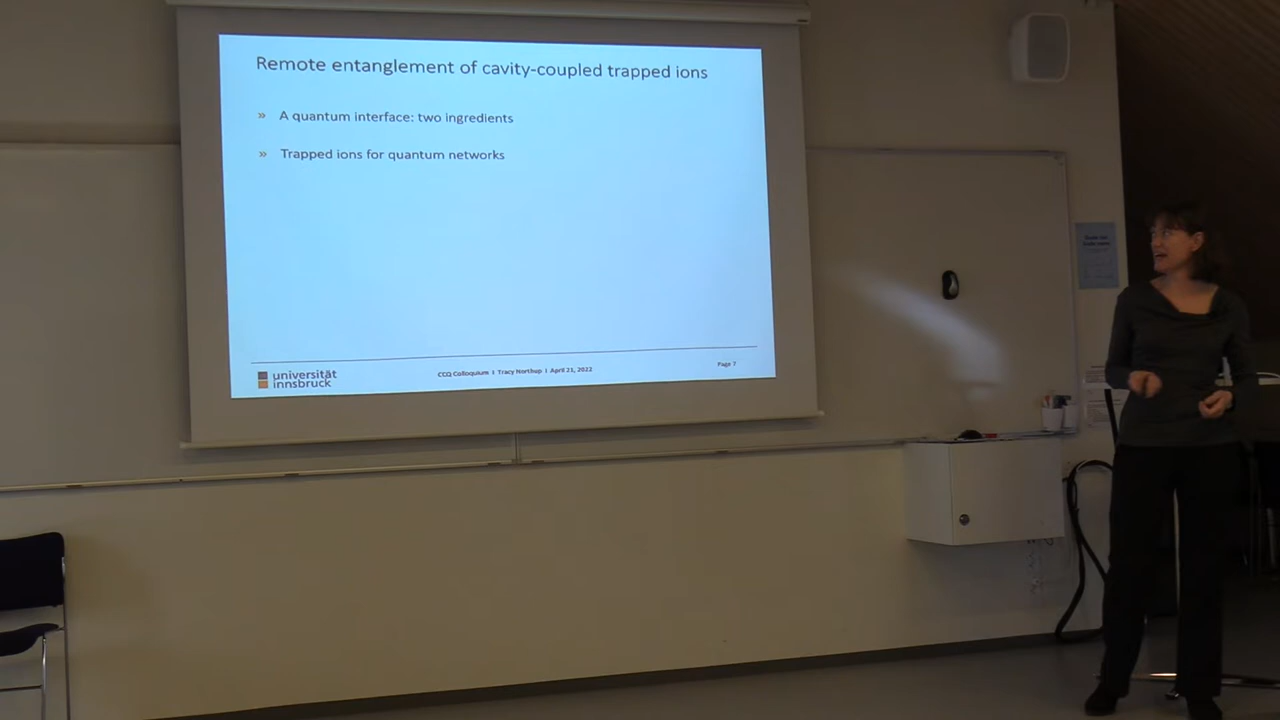 Remote entanglement of cavity-coupled trapped ions
» A quantum interface: two ingredients
» Trapped ions for quantum networks
universität
innsbruck
CCQ Colloquium I Tracy Northup I April 21, 2022
Page 7